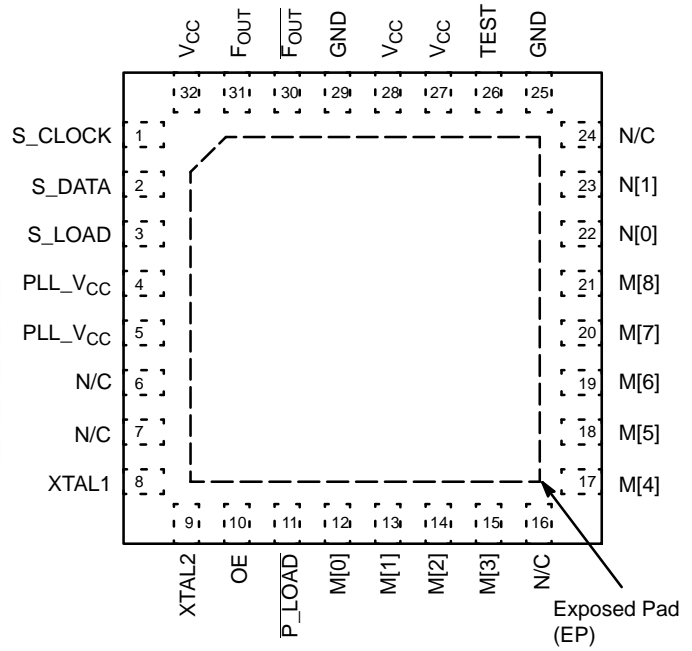 VCC
FOUT
FOUT
GND
VCC
VCC
TEST
GND
32
31
30
29
28
27
26
25
S_CLOCK 1
S_DATA 2
S_LOAD 3
PLL_VCC 4
PLL_VCC 5
N/C 6
N/C 7
XTAL1 8
24 N/C
23 N[1]
22 N[0]
21 M[8]
20 M[7]
19 M[6]
18 M[5]
17 M[4]
9
10
11
12
13
14
15
16
XTAL2
OE
P_LOAD
M[0]
M[1]
M[2]
M[3]
N/C
Exposed Pad
(EP)